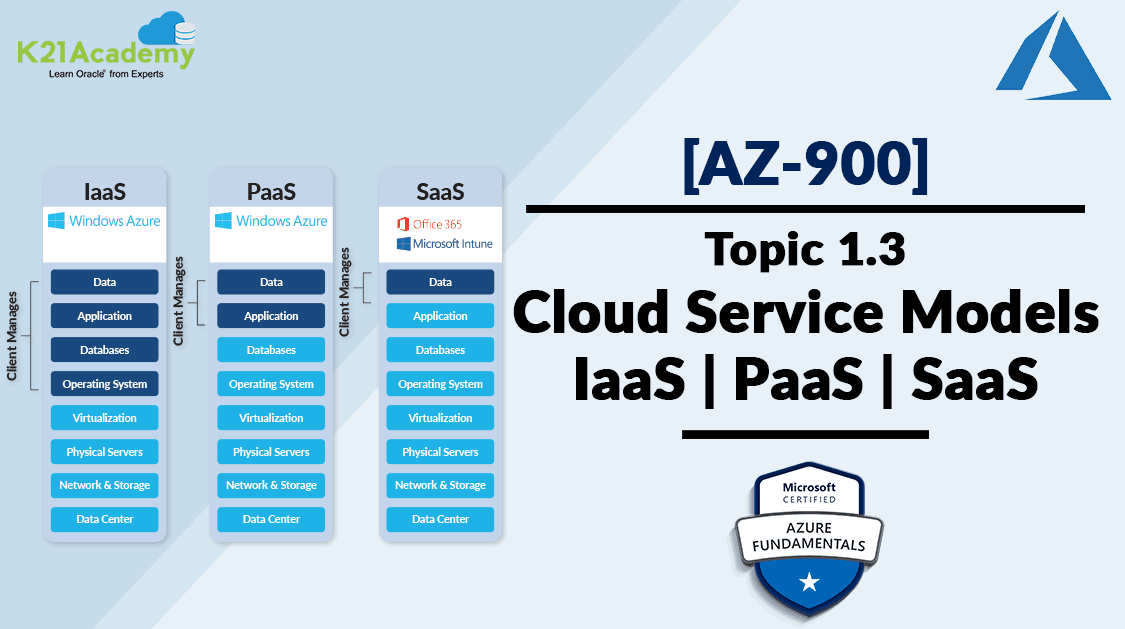 K21Academy
Learn Oracle® from Experts
[AZ-900]
Topic 1.3
Cloud Service Models
IaaS | PaaS | SaaS
IaaS
Windows Azure
Client Manages
Data
Application
Databases
Operating System
Virtualization
Physical Servers
Network & Storage
Data Center
PaaS
Windows Azure
Client Manages
Data
Application
Databases
Operating System
Virtualization
Physical Servers
Network & Storage
Data Center
SaaS
Office 365
Microsoft Intune
Client Manages
Data
Application
Databases
Operating System
Virtualization
Physical Servers
Network & Storage
Data Center
Microsoft
CERTIFIED
AZURE
FUNDAMENTALS